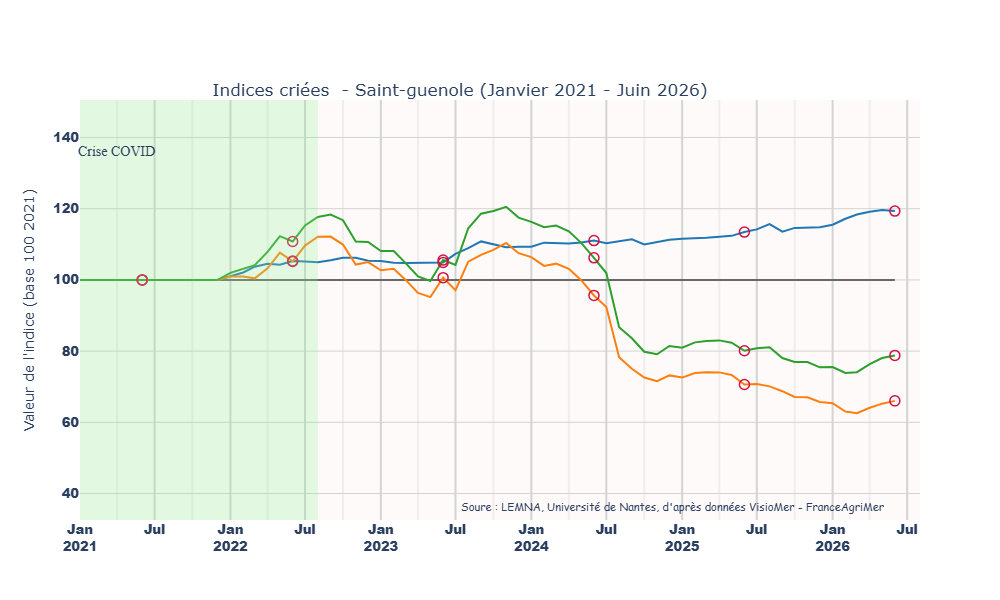 Indices criées  - Saint-guenole (Janvier 2021 - Juin 2026)
Valeur de l'indice (base 100 2021)
140
120
100
80
60
40
Crise COVID
Soure : LEMNA, Université de Nantes, d'après données VisioMer - FranceAgriMer
Jan Jul Jan Jul Jan Jul Jan Jul Jan Jul Jan Jul
2021 2022 2023 2024 2025 2026